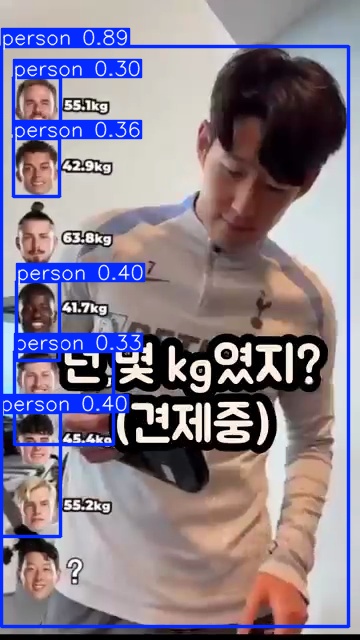 person 0.89
person 0.30
55.1kg
person 0.36
42.9kg
63.8kg
person 0.40
41.7kg
person 0.33
넌 몇 kg였지?
person 0.40
45.4kg
(견제중)
55.2kg
?